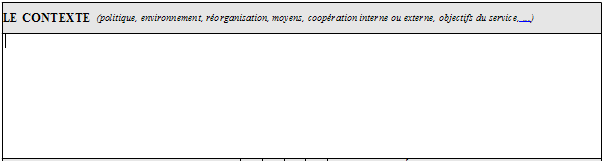 LE CONTEXTE (politique, environnement, réorganisation, moyens, coopération interne ou externe, objectifs du service,...,)